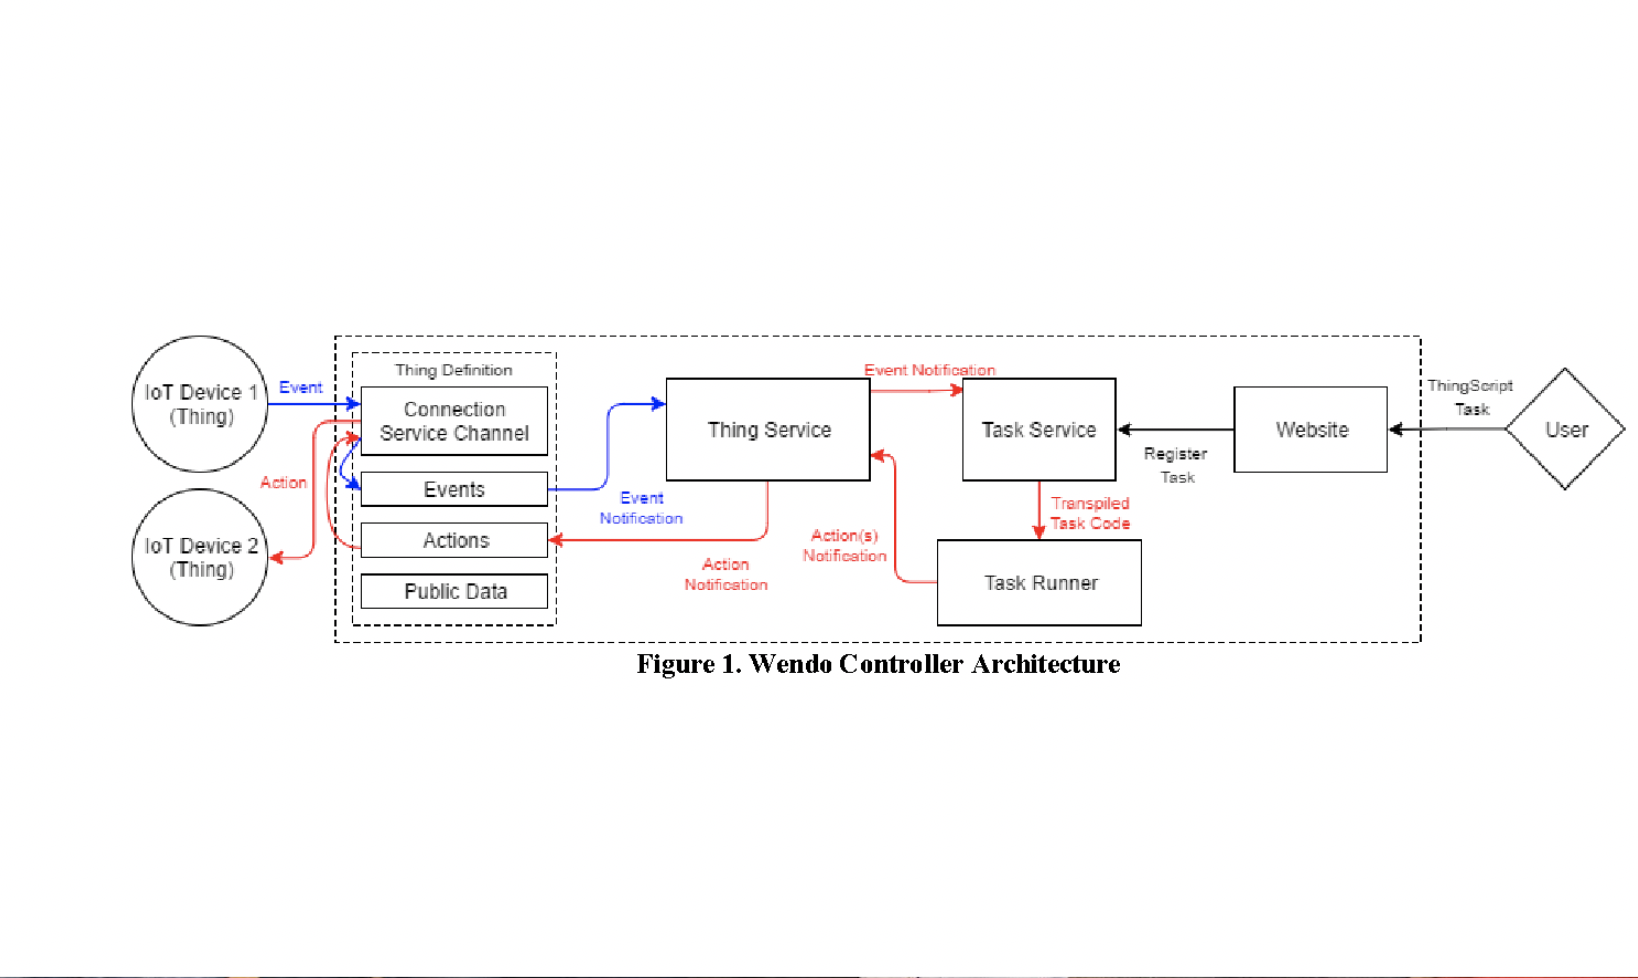 IoT Device 1
(Thing)
Event
Action
IoT Device 2
(Thing)
Thing Definition
Connection
Service Channel
Events
Actions
Public Data
Event
Notification
Thing Service
Action
Notification
Event Notification
Task Service
Transpiled
Task Code
Action(s)
Notification
Task Runner
Register
Task
Website
ThingScript
Task
User
Figure 1. Wendo Controller Architecture